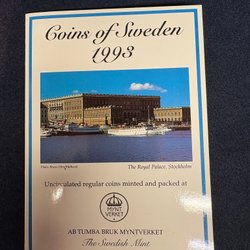 Coins of Sweden
1993
The Royal Palace, Stockholm
Uncirculated regular coins minted and packed at
MYNT
VERKET
AB TUMBA BRUK MYNTVERKET
The Swedish Mint